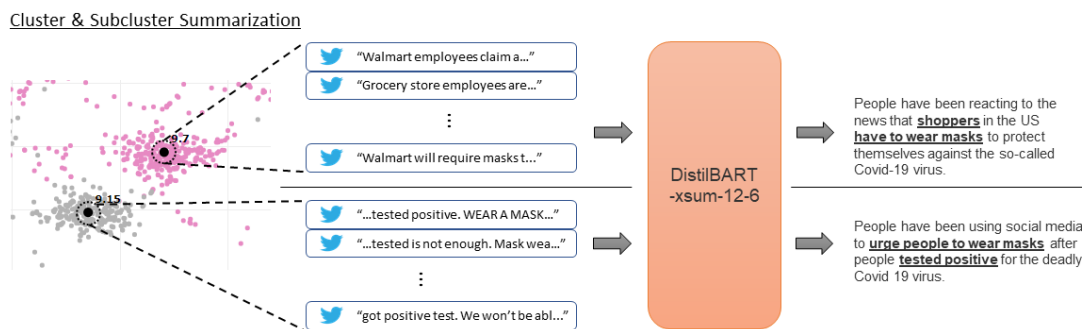 Cluster & Subcluster Summarization
9.7
9.15
“Walmart employees claim a...”
“Grocery store employees are...”
⋮
“Walmart will require masks t...”
“...tested positive. WEAR A MASK...”
“...tested is not enough. Mask wea...”
⋮
“got positive test. We won’t be abl...”
DistilBART
-xsum-12-6
People have been reacting to the
news that shoppers in the US
have to wear masks to protect
themselves against the so-called
Covid-19 virus.
People have been using social media
to urge people to wear masks after
people tested positive for the deadly
Covid 19 virus.